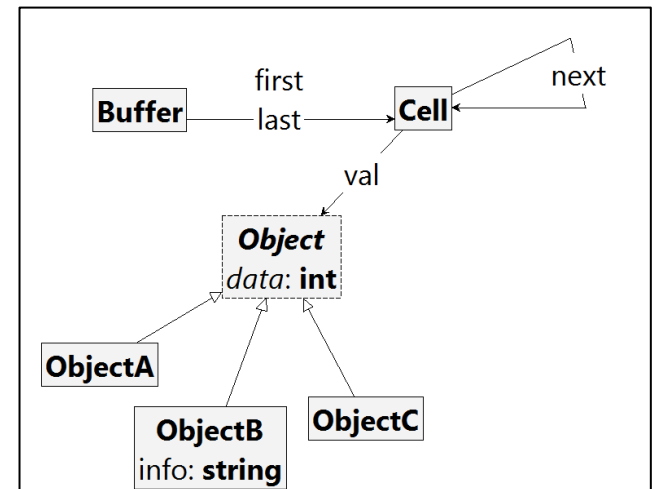 first
next
Buffer
last
Cell
val
Object
data: int
ObjectA
ObjectB
info: string
ObjectC